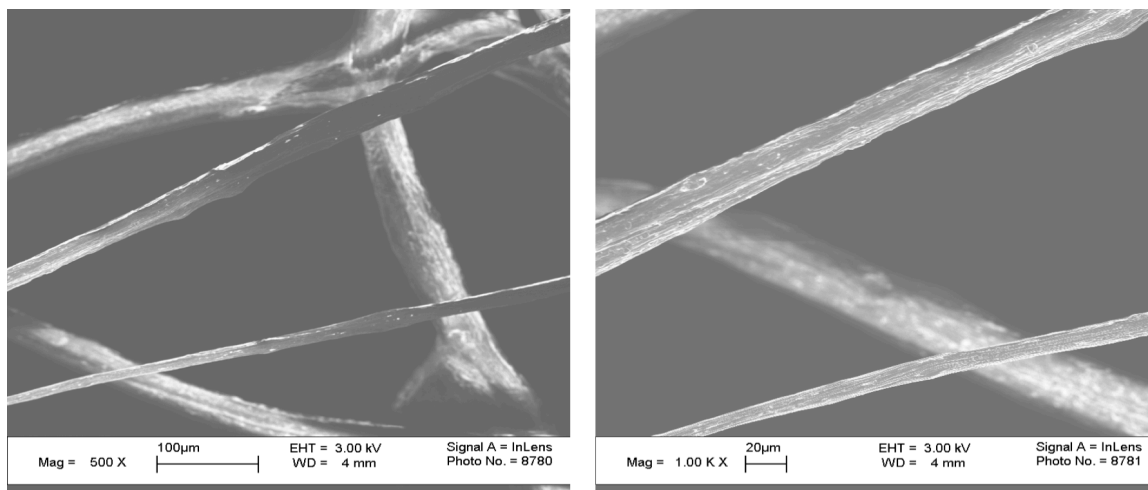 100µm
EHT = 3.00 kV
Signal A = InLens
Mag = 500 X
WD = 4 mm
Photo No. = 8780
20µm
EHT = 3.00 kV
Signal A = InLens
Mag = 1.00 K X
WD = 4 mm
Photo No. = 8781